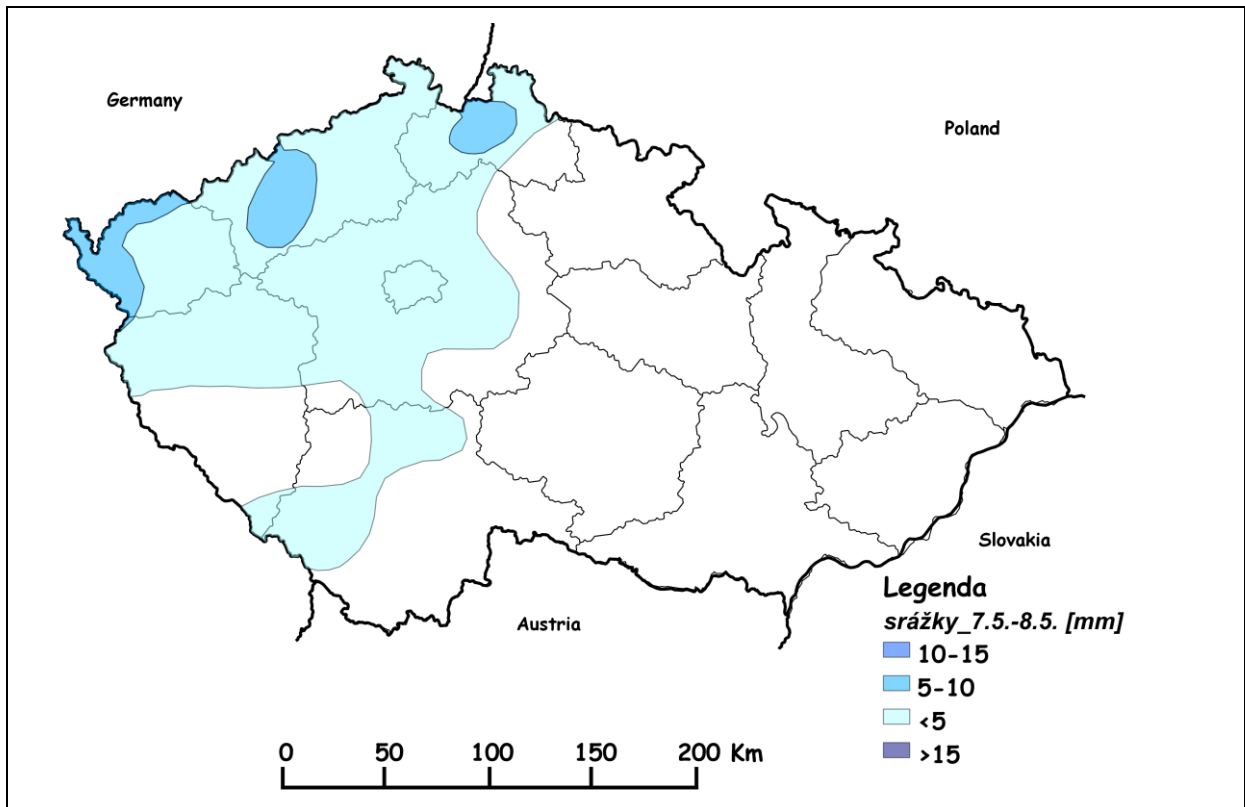 Germany
Poland
Slovakia
Austria
Legenda
srážky_7.5.-8.5. [mm]
10-15
5-10
<5
>15
0 50 100 150 200 Km